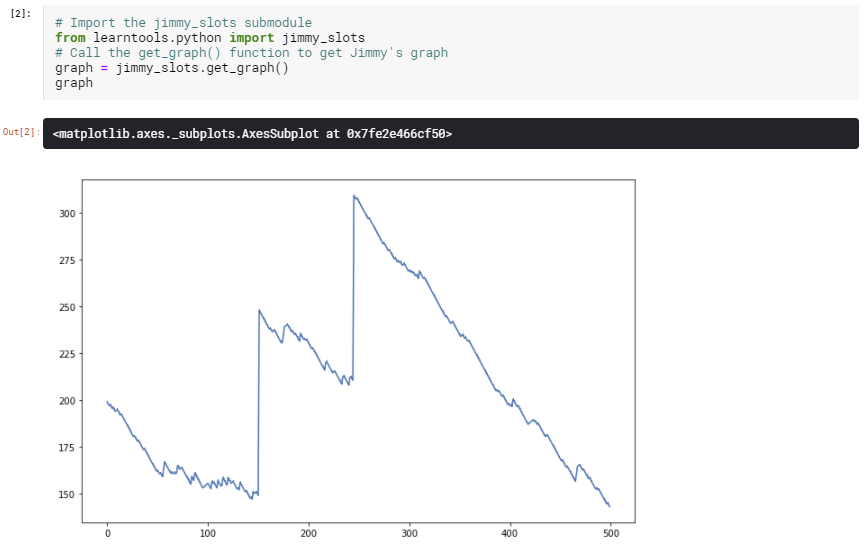 [2]:
# Import the jimmy_slots submodule
from learntools.python import jimmy_slots
# Call the get_graph() function to get Jimmy's graph
graph = jimmy_slots.get_graph()
graph
Out[2]:
<matplotlib.axes._subplots.AxesSubplot at 0x7fe2e466cf50>
300
275
250
225
200
175
150
0 100 200 300 400 500